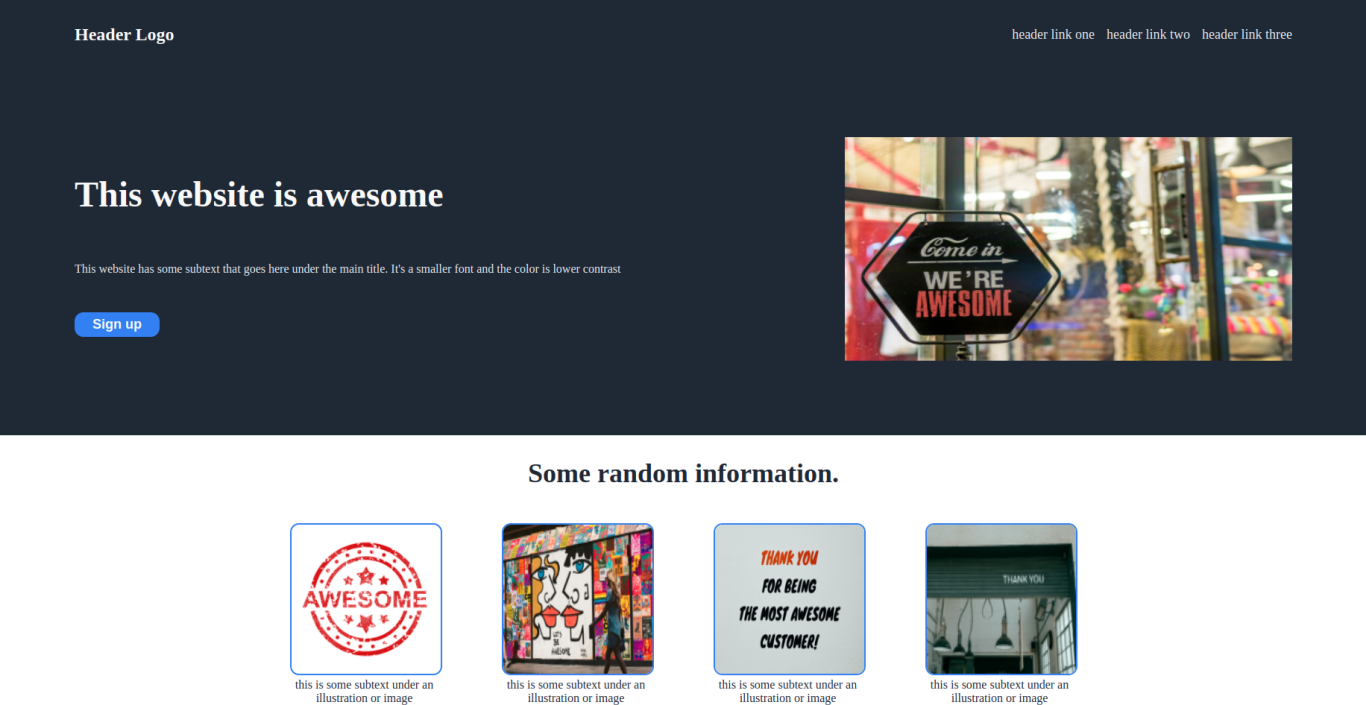 Header Logo
header link one header link two header link three
This website is awesome
Come in
WE'RE
AWESOME
This website has some subtext that goes here under the main title. It's a smaller font and the color is lower contrast
Sign up
Some random information.
AWESOME
LET'S
BE
AWESOME
THANK YOU
FOR BEING
THE MOST AWESOME
CUSTOMER!
THANK YOU
this is some subtext under an
illustration or image
this is some subtext under an
illustration or image
this is some subtext under an
illustration or image
this is some subtext under an
illustration or image